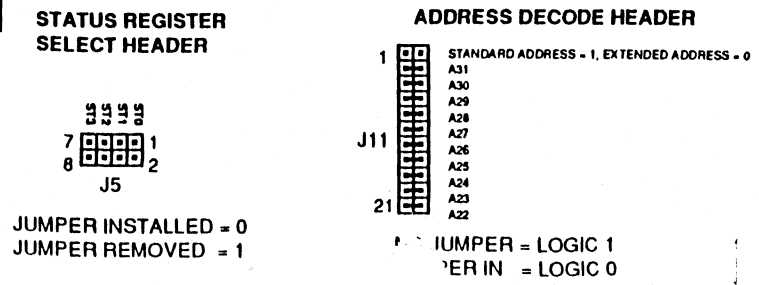 STATUS REGISTER
SELECT HEADER
ST3 ST2 ST1 ST0
7 1
8 2
J5
JUMPER INSTALLED = 0
JUMPER REMOVED = 1
ADDRESS DECODE HEADER
1 STANDARD ADDRESS = 1, EXTENDED ADDRESS = 0
A31
A30
A29
A28
J11 A27
A26
A25
A24
21 A23
A22
JUMPER = LOGIC 1
PER IN = LOGIC 0